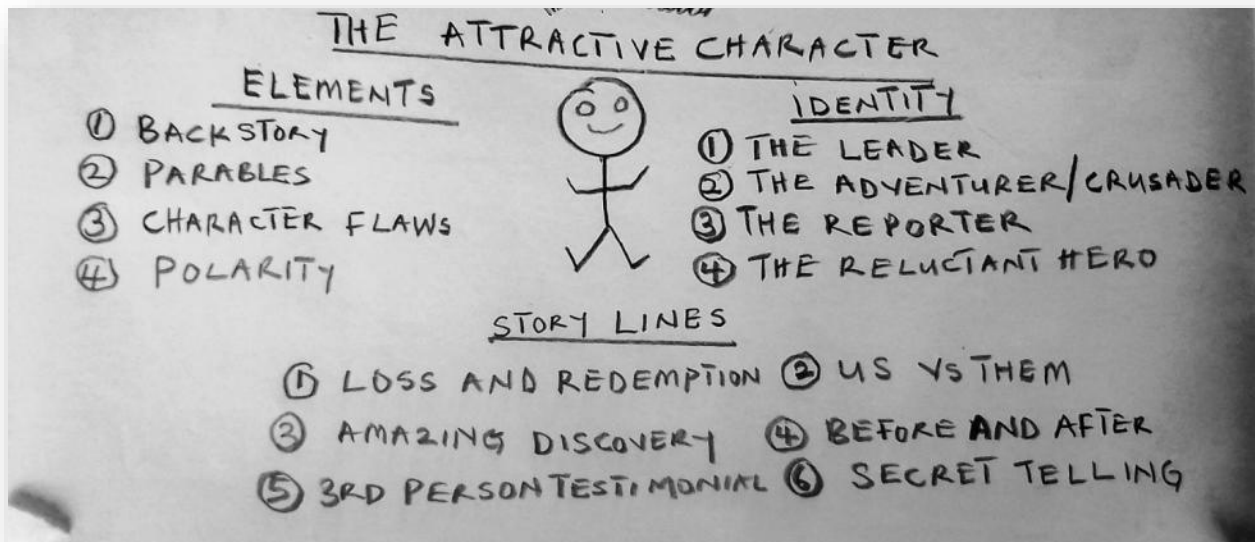 THE ATTRACTIVE CHARACTER
ELEMENTS
① BACKSTORY
② PARABLES
③ CHARACTER FLAWS
④ POLARITY
IDENTITY
① THE LEADER
② THE ADVENTURER/CRUSADER
③ THE REPORTER
④ THE RELUCTANT HERO
STORY LINES
① LOSS AND REDEMPTION ② US VS THEM
③ AMAZING DISCOVERY ④ BEFORE AND AFTER
⑤ 3RD PERSON TESTIMONIAL ⑥ SECRET TELLING